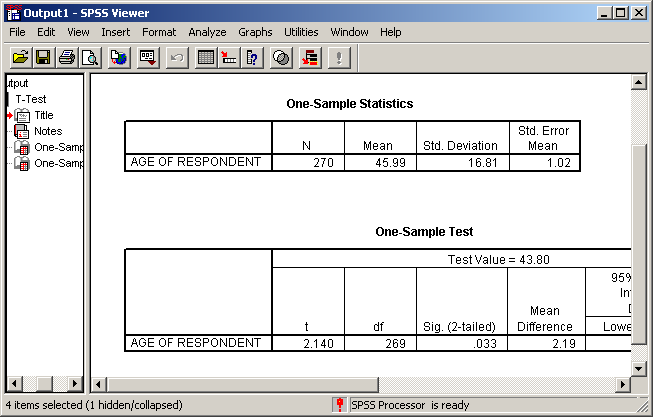 Output1 - SPSS Viewer
File Edit View Insert Format Analyze Graphs Utilities Window Help
utput
T-Test
Title
Notes
One-Samp
One-Samp
One-Sample Statistics
N Mean Std. Deviation Std. Error Mean
AGE OF RESPONDENT 270 45.99 16.81 1.02
One-Sample Test
Test Value = 43.80
t df Sig. (2-tailed) Mean Difference 95% Lowe
AGE OF RESPONDENT 2.140 269 .033 2.19
4 items selected (1 hidden/collapsed) SPSS Processor is ready